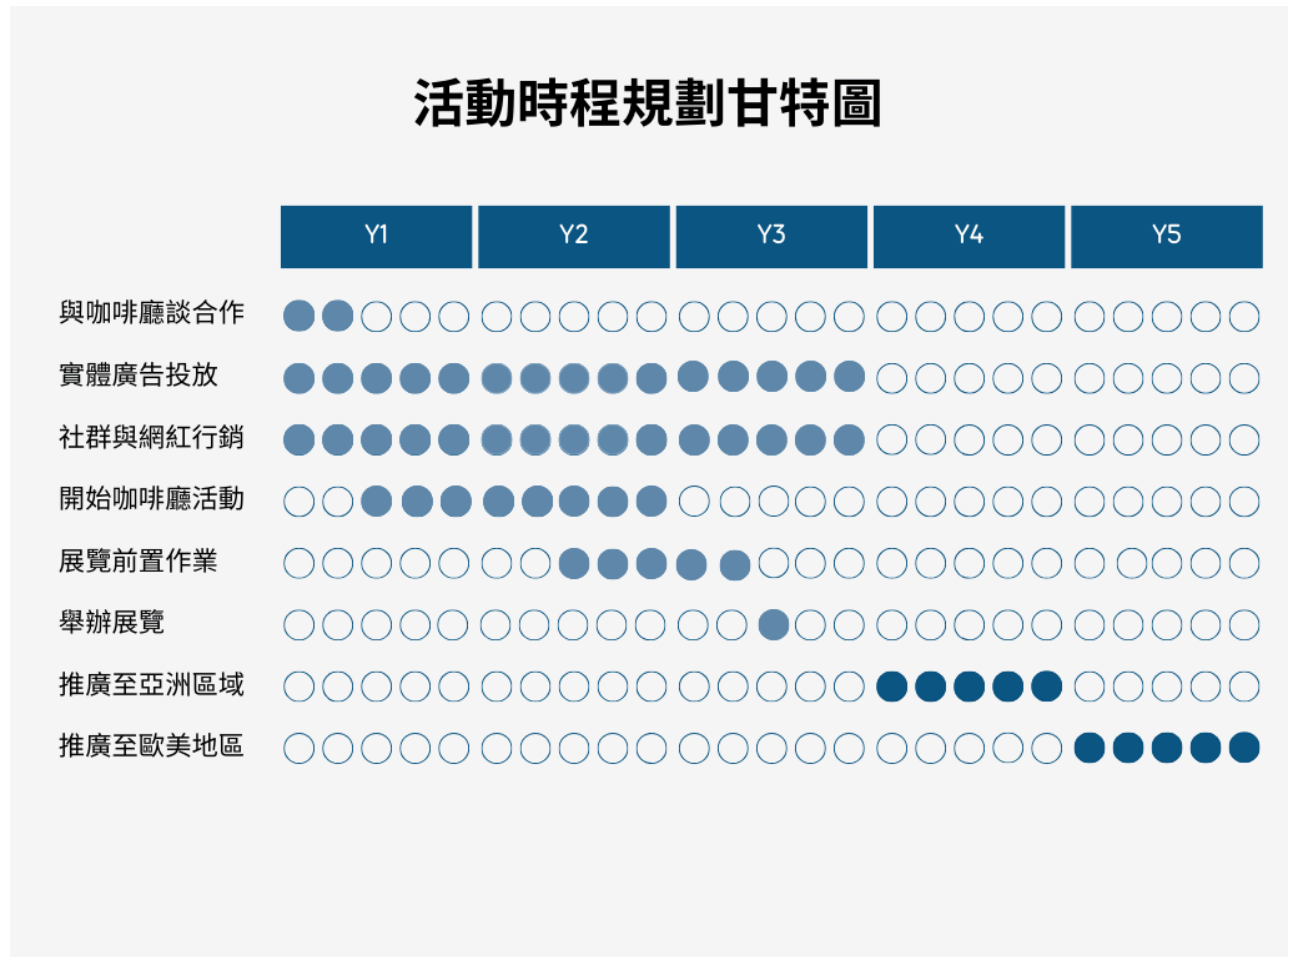 活動時程規劃甘特圖
Y1 Y2 Y3 Y4 Y5
與咖啡廳談合作
實體廣告投放
社群與網紅行銷
開始咖啡廳活動
展覽前置作業
舉辦展覽
推廣至亞洲區域
推廣至歐美地區